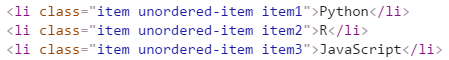 <li class="item unordered-item item1">Python</li>
<li class="item unordered-item item2">R</li>
<li class="item unordered-item item3">JavaScript</li>